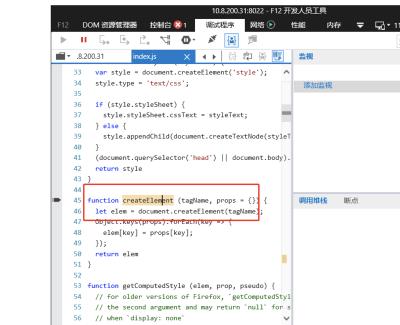 10.8.200.31:8022 - F12 开发人员工具
F12 DOM 资源管理器 控制台 1 调试程序 网络 UI 响应 性能 内存
.8.200.31 index.js
监视
添加监视
调用堆栈 断点
33 var style = document.createElement('style');
34 style.type = 'text/css';
35
36 if (style.styleSheet) {
37 style.styleSheet.cssText = styleText;
38 } else {
39 style.appendChild(document.createTextNode(styleT
40 }
41 (document.querySelector('head') || document.body).
42 return style
43 }
44
45 function createElement (tagName, props = {}) {
46 let elem = document.createElement(tagName);
47 Object.keys(props).forEach(key => {
48 elem[key] = props[key];
49 });
50 return elem
51 }
52
53 function getComputedStyle (elem, prop, pseudo) {
54 // for older versions of Firefox, `getComputedStyl
55 // the second argument and may return `null` for s
56 // when `display: none`